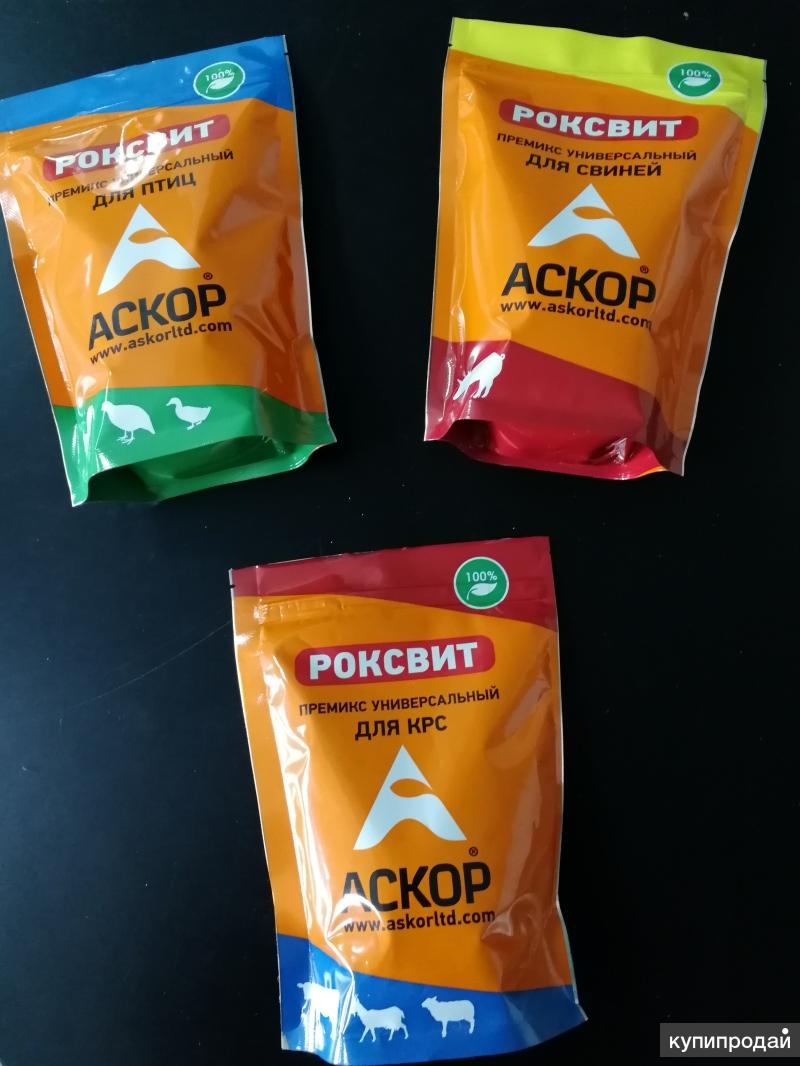 100%
РОКСВИТ
ПРЕМИКС УНИВЕРСАЛЬНЫЙ
ДЛЯ ПТИЦ
АСКОР®
www.askorltd.com
100%
РОКСВИТ
ПРЕМИКС УНИВЕРСАЛЬНЫЙ
ДЛЯ СВИНЕЙ
АСКОР®
www.askorltd.com
100%
РОКСВИТ
ПРЕМИКС УНИВЕРСАЛЬНЫЙ
ДЛЯ КРС
АСКОР®
www.askorltd.com
купипродай